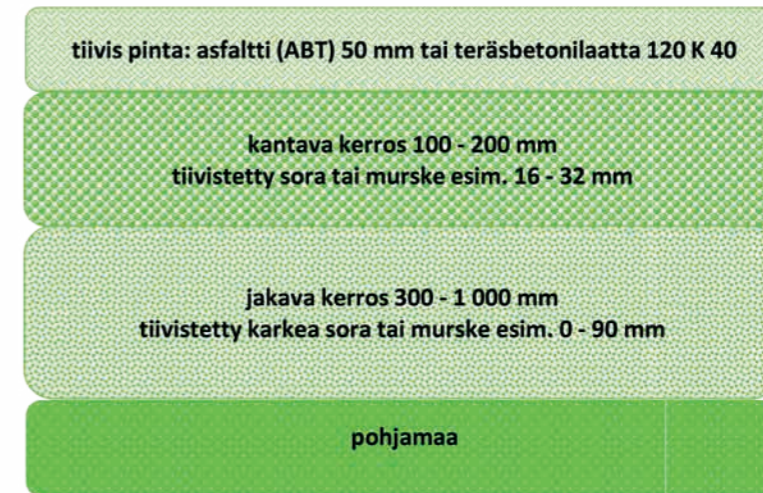 tiivis pinta: asfaltti (ABT) 50 mm tai teräsbetonilaatta 120 K 40
kantava kerros 100 - 200 mm
tiivistetty sora tai murske esim. 16 - 32 mm
jakava kerros 300 - 1 000 mm
tiivistetty karkea sora tai murske esim. 0 - 90 mm
pohjamaa